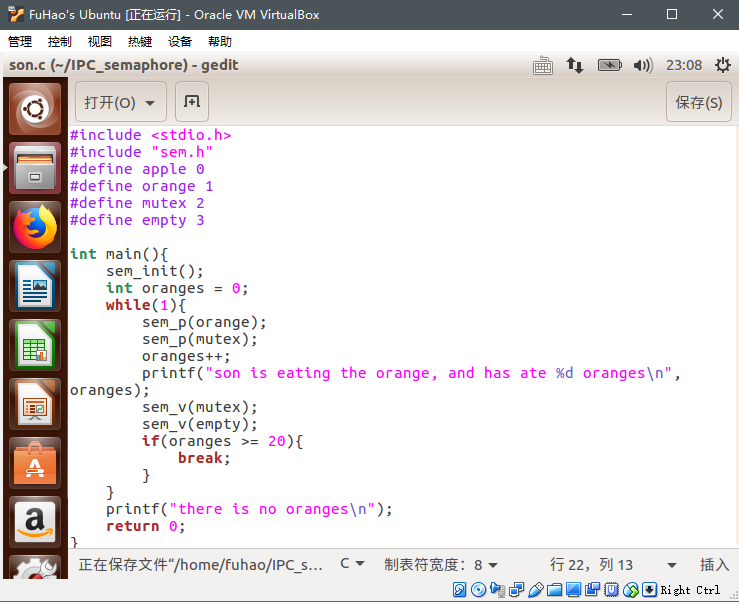 FuHao's Ubuntu [正在运行] - Oracle VM VirtualBox
管理 控制 视图 热键 设备 帮助
son.c (~/IPC_semaphore) - gedit 23:08
打开(O) 保存(S)
#include <stdio.h>
#include "sem.h"
#define apple 0
#define orange 1
#define mutex 2
#define empty 3
int main(){
    sem_init();
    int oranges = 0;
    while(1){
        sem_p(orange);
        sem_p(mutex);
        oranges++;
        printf("son is eating the orange, and has ate %d oranges\n",
oranges);
        sem_v(mutex);
        sem_v(empty);
        if(oranges >= 20){
            break;
        }
    }
    printf("there is no oranges\n");
    return 0;
}
正在保存文件“/home/fuhao/IPC_s... C 制表符宽度: 8 行 22, 列 13 插入
Right Ctrl